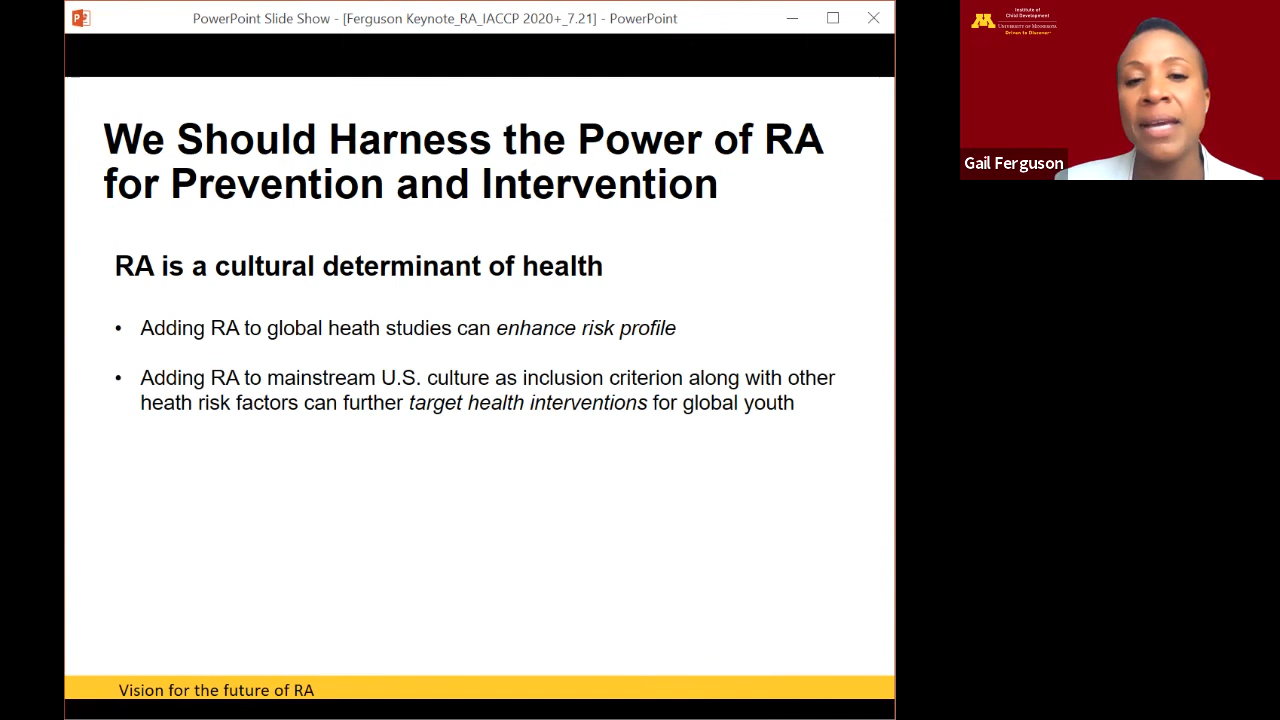 PowerPoint Slide Show - [Ferguson Keynote_RA_IACCP 2020+_7.21] - PowerPoint
We Should Harness the Power of RA
for Prevention and Intervention
RA is a cultural determinant of health
• Adding RA to global heath studies can enhance risk profile
• Adding RA to mainstream U.S. culture as inclusion criterion along with other
heath risk factors can further target health interventions for global youth
Vision for the future of RA
Institute of
Child Development
University of Minnesota
Driven to Discover
Gail Ferguson